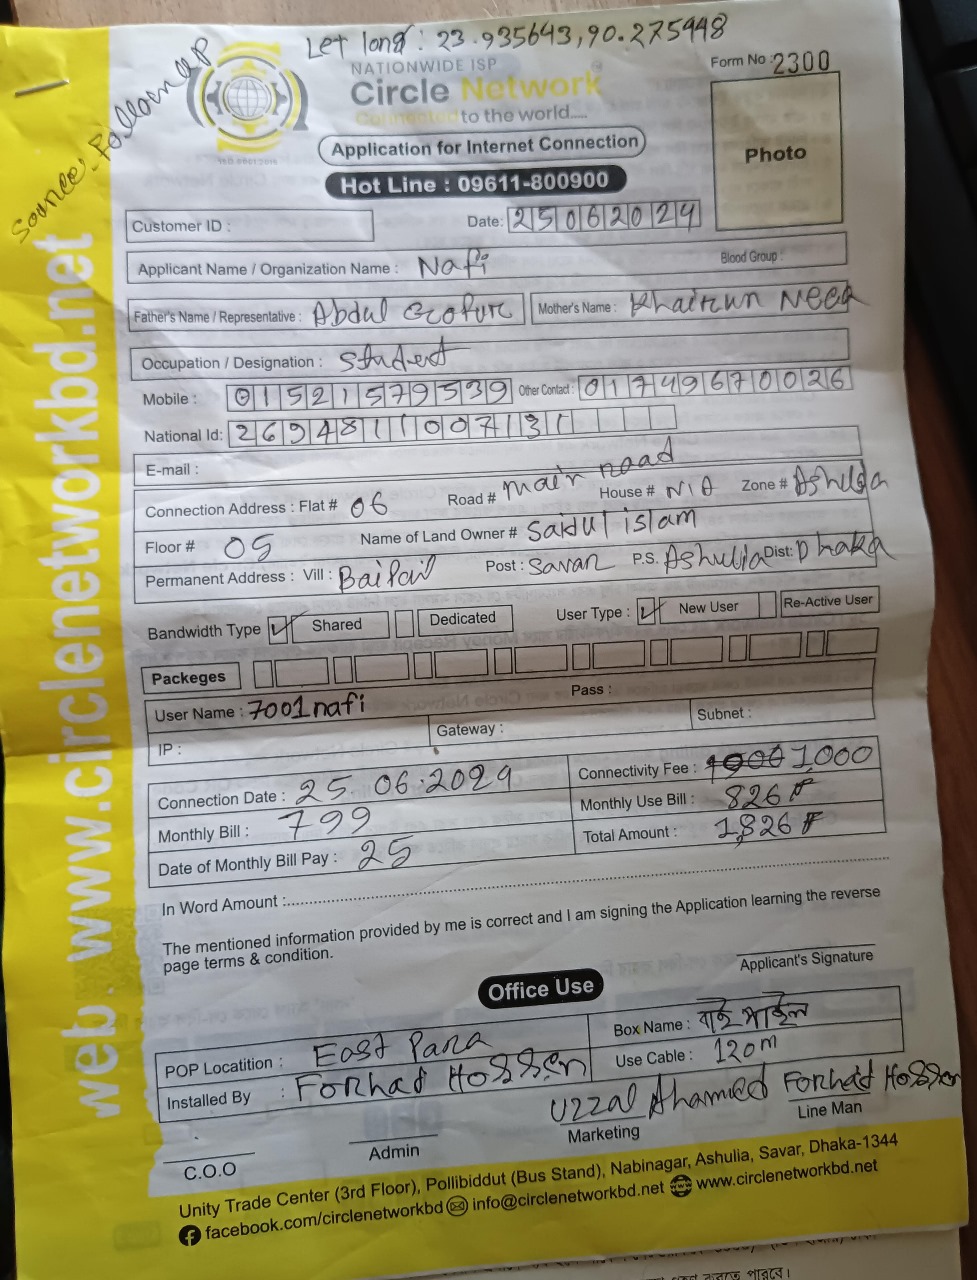 Let long : 23.935643,90.275948
Source: Fallow UP
NATIONWIDE ISP
Circle Network
Connected to the world.....
Form No : 2300
Application for Internet Connection
Hot Line : 09611-800900
Photo
Customer ID :
Date: 25062024
Applicant Name / Organization Name : Nafi
Blood Group :
Father's Name / Representative : Abdul
Mother's Name : Khairun
Occupation / Designation : Student
Mobile : 01521579539 Other Contact : 01749670026
National Id: 2694811007131
E-mail :
Connection Address : Flat # 06 Road # main road House # N/A Zone # Ashulia
Floor # 05 Name of Land Owner # Saidul islam
Permanent Address : Vill : Baipail Post : Savar P.S. Ashulia Dist: Dhaka
Bandwidth Type Shared Dedicated User Type : New User Re-Active User
Packeges
User Name : 7001nafi Pass :
IP : Gateway : Subnet :
Connection Date : 25.06.2024 Connectivity Fee : 1000
Monthly Bill : 799 Monthly Use Bill : 826
Date of Monthly Bill Pay : 25 Total Amount : 1,826
In Word Amount :
The mentioned information provided by me is correct and I am signing the Application learning the reverse
page terms & condition.
Applicant's Signature
Office Use
POP Locatition : East Para Box Name : বাইপাইল
Installed By : Forhad Hossen Use Cable : 120m
Uzzal Ahamed Forhad Hossen
C.O.O Admin Marketing Line Man
Unity Trade Center (3rd Floor), Pollibiddut (Bus Stand), Nabinagar, Ashulia, Savar, Dhaka-1344
facebook.com/circlenetworkbd info@circlenetworkbd.net www.circlenetworkbd.net
web : www.circlenetworkbd.net